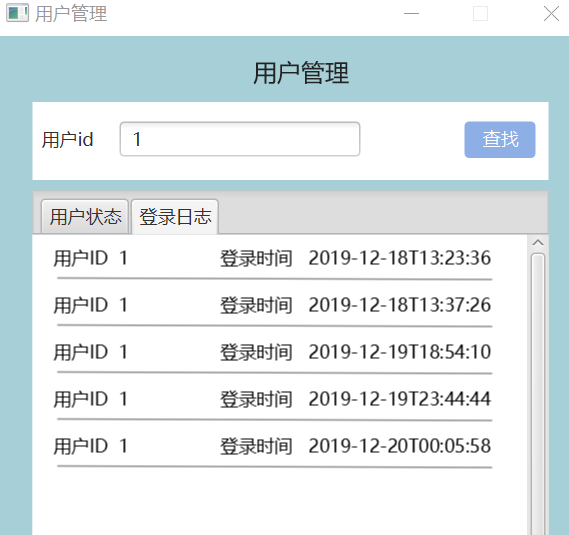 用户管理
用户管理
用户id 1 查找
用户状态 登录日志
用户ID 1 登录时间 2019-12-18T13:23:36
用户ID 1 登录时间 2019-12-18T13:37:26
用户ID 1 登录时间 2019-12-19T18:54:10
用户ID 1 登录时间 2019-12-19T23:44:44
用户ID 1 登录时间 2019-12-20T00:05:58